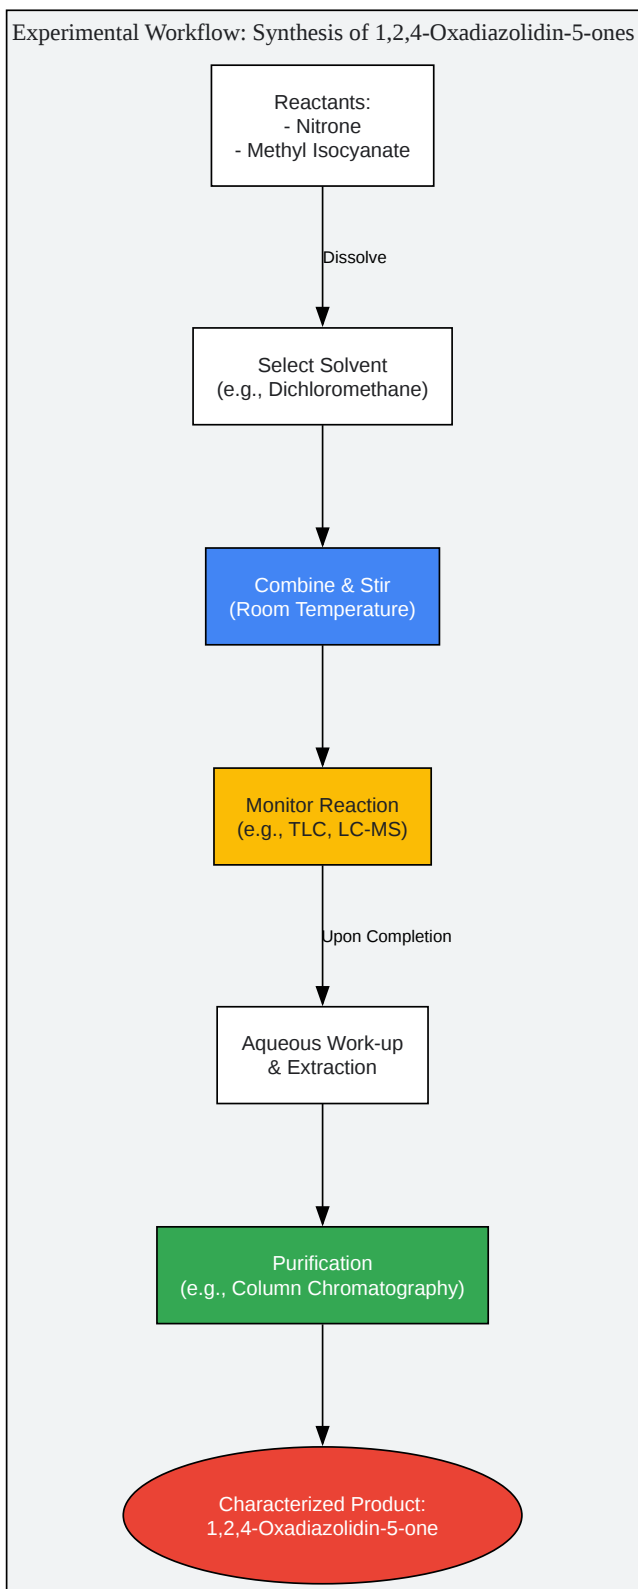 Experimental Workflow: Synthesis of 1,2,4-Oxadiazolidin-5-ones
Reactants:
- Nitrone
- Methyl Isocyanate
Dissolve
Select Solvent
(e.g., Dichloromethane)
Combine & Stir
(Room Temperature)
Monitor Reaction
(e.g., TLC, LC-MS)
Upon Completion
Aqueous Work-up
& Extraction
Purification
(e.g., Column Chromatography)
Characterized Product:
1,2,4-Oxadiazolidin-5-one